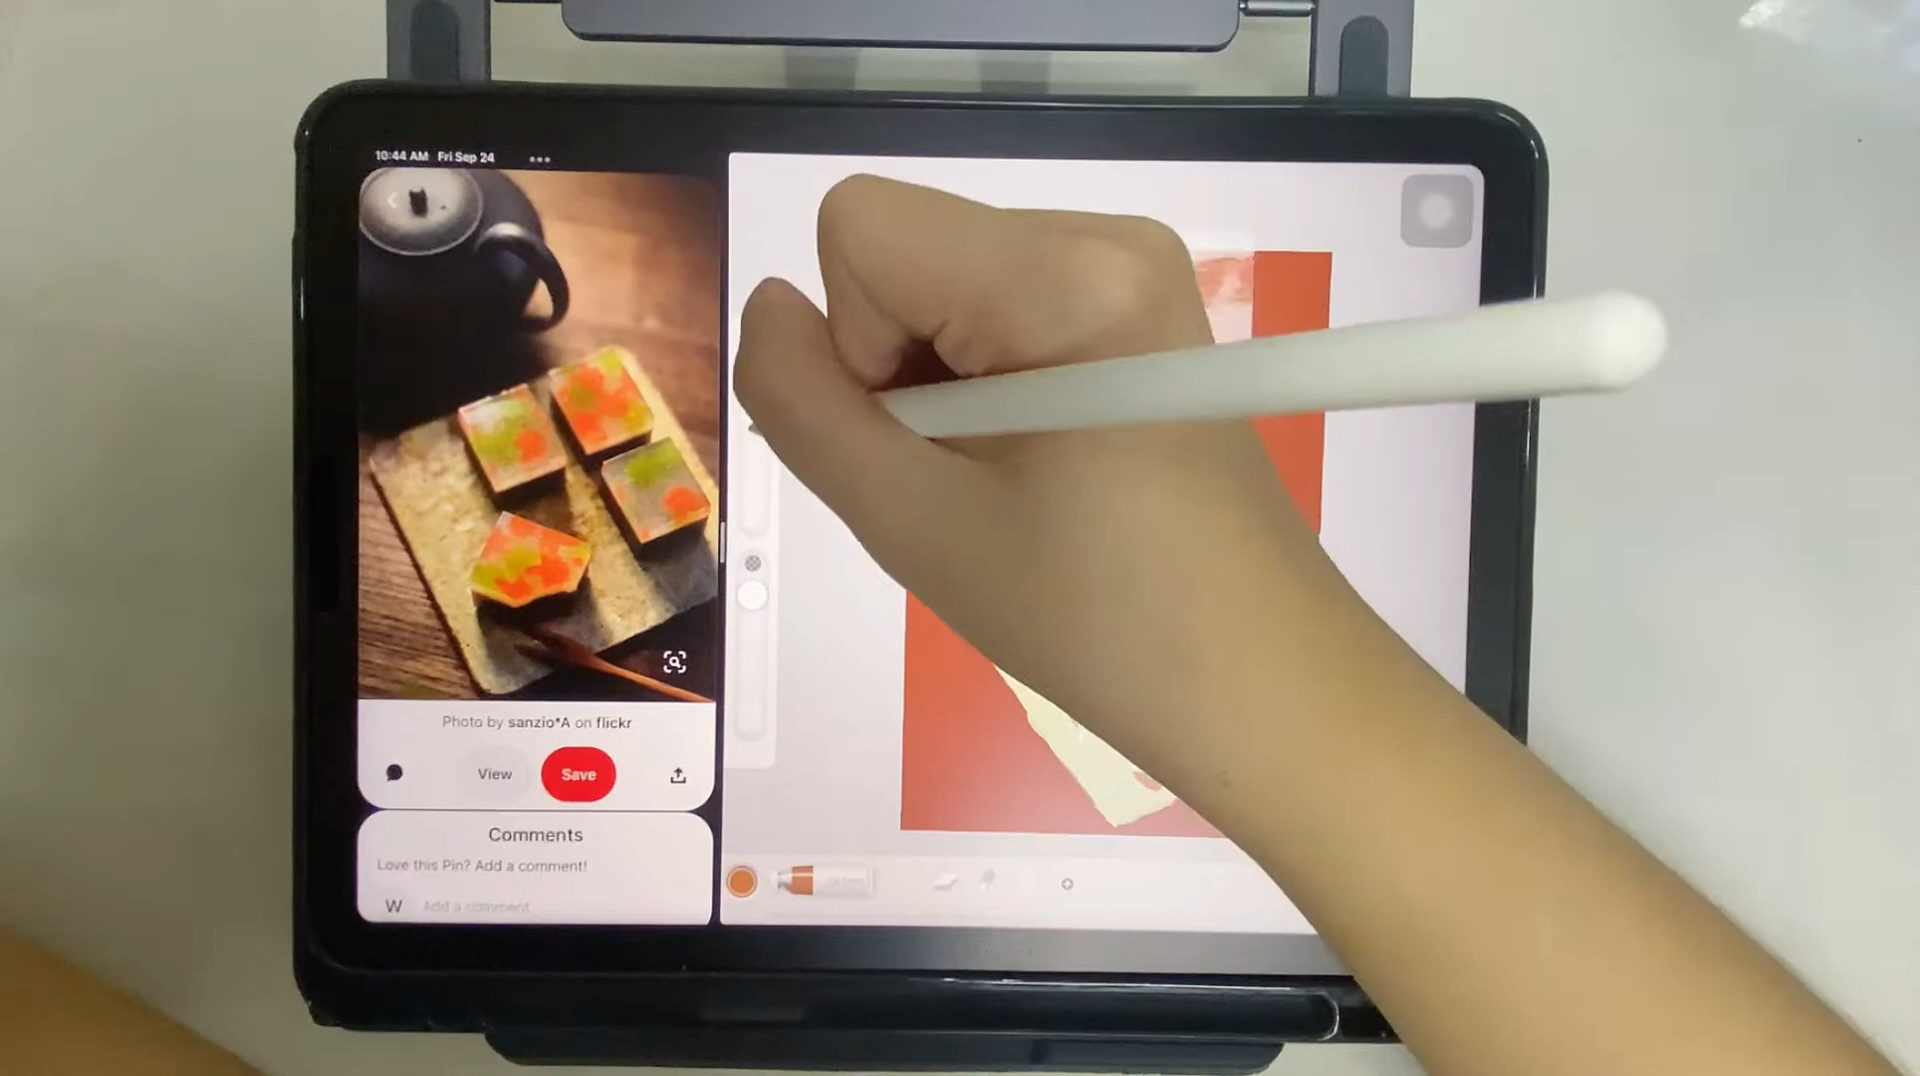 10:44 AM Fri Sep 24
Photo by sanzio*A on flickr
View
Save
Comments
Love this Pin? Add a comment!
W
Add a comment